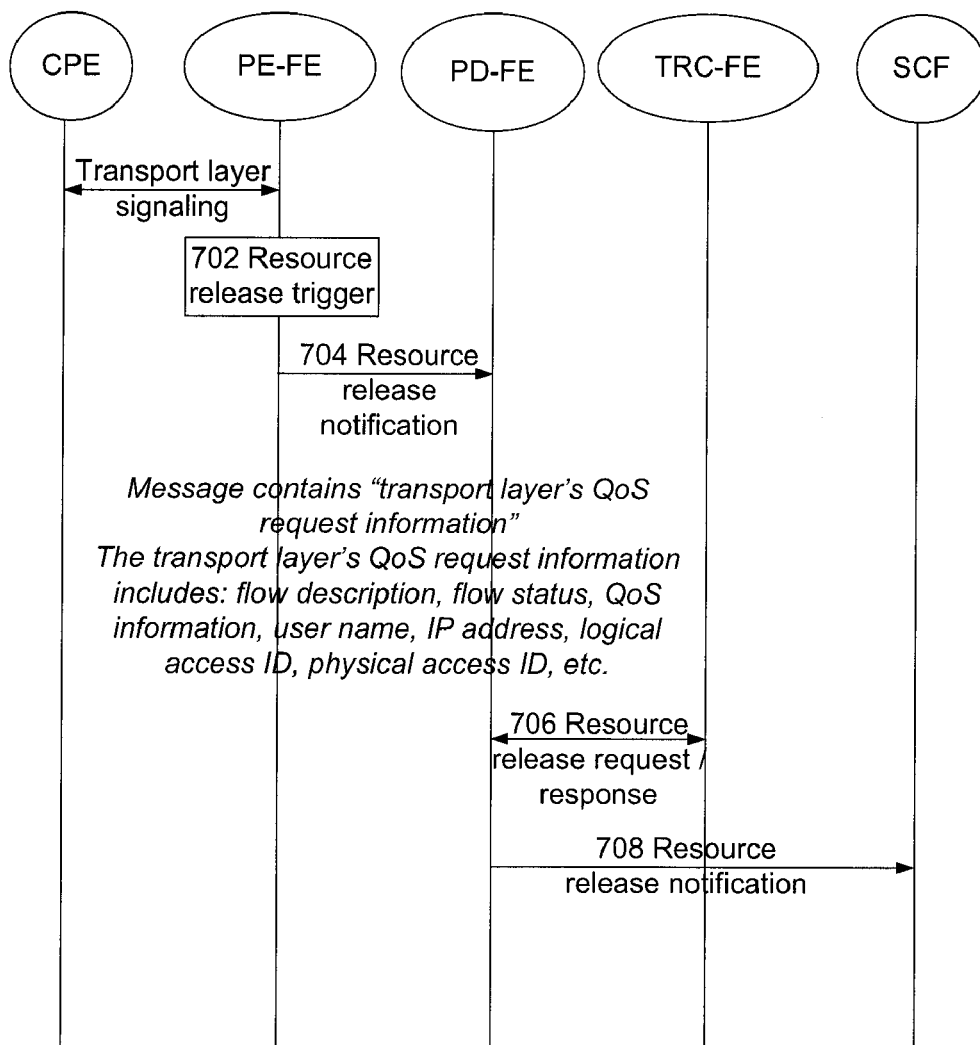 CPE
PE-FE
PD-FE
TRC-FE
SCF
Transport layer
signaling
702 Resource
release trigger
704 Resource
release
notification
Message contains “transport layer’s QoS
request information”
The transport layer’s QoS request information
includes: flow description, flow status, QoS
information, user name, IP address, logical
access ID, physical access ID, etc.
706 Resource
release request /
response
708 Resource
release notification